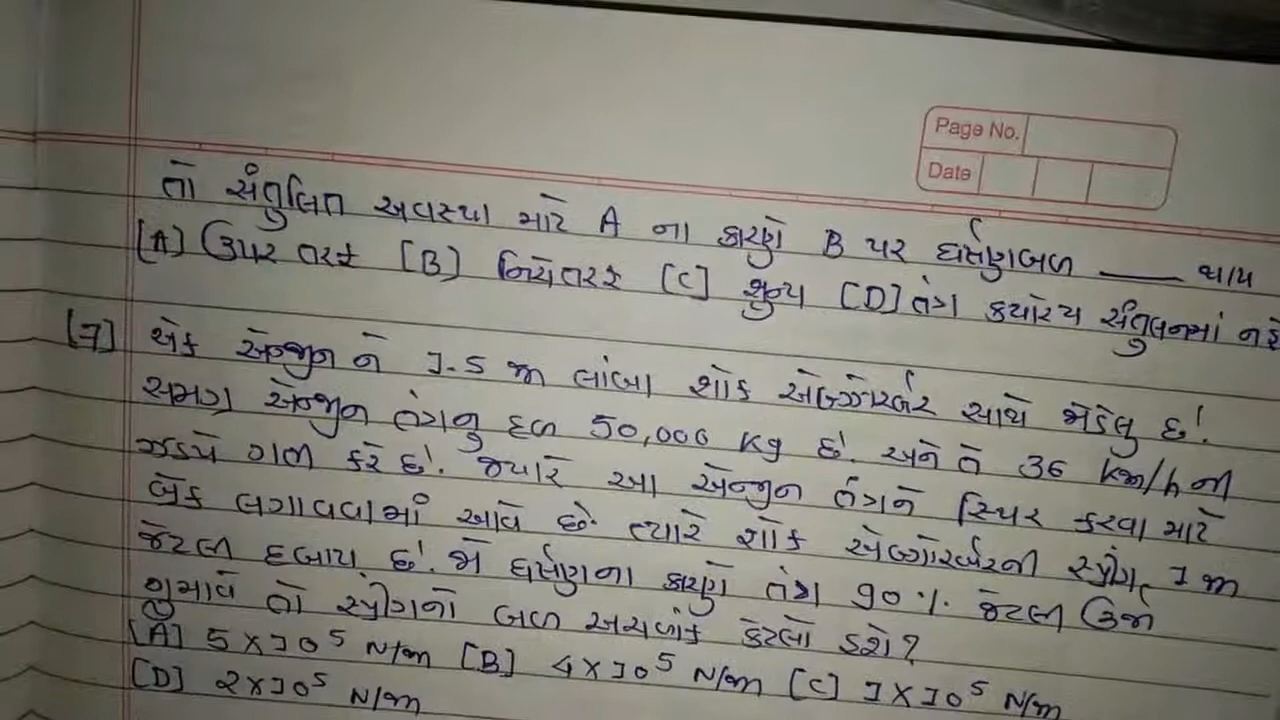 Page No.
Date
તો સંતુલિત અવસ્થા માટે A ના કારણે B પર ઘર્ષણબળ ____ થાય
[A] ઉપર તરફ [B] નિચેતરફ [C] શુન્ય [D] તંત્ર ક્યારેય સંતુલનમાં નહે
[7] એક એન્જીન ને 1.5 m લાંબા શોક એબ્સોર્બર સાથે જોડેલુ છે.
સમગ્ર એન્જીન તંત્રનુ દળ 50,000 kg છે. અને તે 36 km/h ની
ઝડપે ગતિ કરે છે. જ્યારે આ એન્જીન તંત્રને સ્થિર કરવા માટે
બ્રેક લગાવવામાં આવે છે ત્યારે શોક એબ્સોર્બરની સ્પ્રીંગ 1 m
જેટલી દબાય છે. જો ઘર્ષણના કારણે તંત્ર 90% જેટલી ઉર્જા
ગુમાવે તો સ્પ્રીંગનો બળ અચળાંક કેટલો હશે?
[A] 5 × 10⁵ N/m [B] 4 × 10⁵ N/m [C] 1 × 10⁵ N/m
[D] 2 × 10⁵ N/m